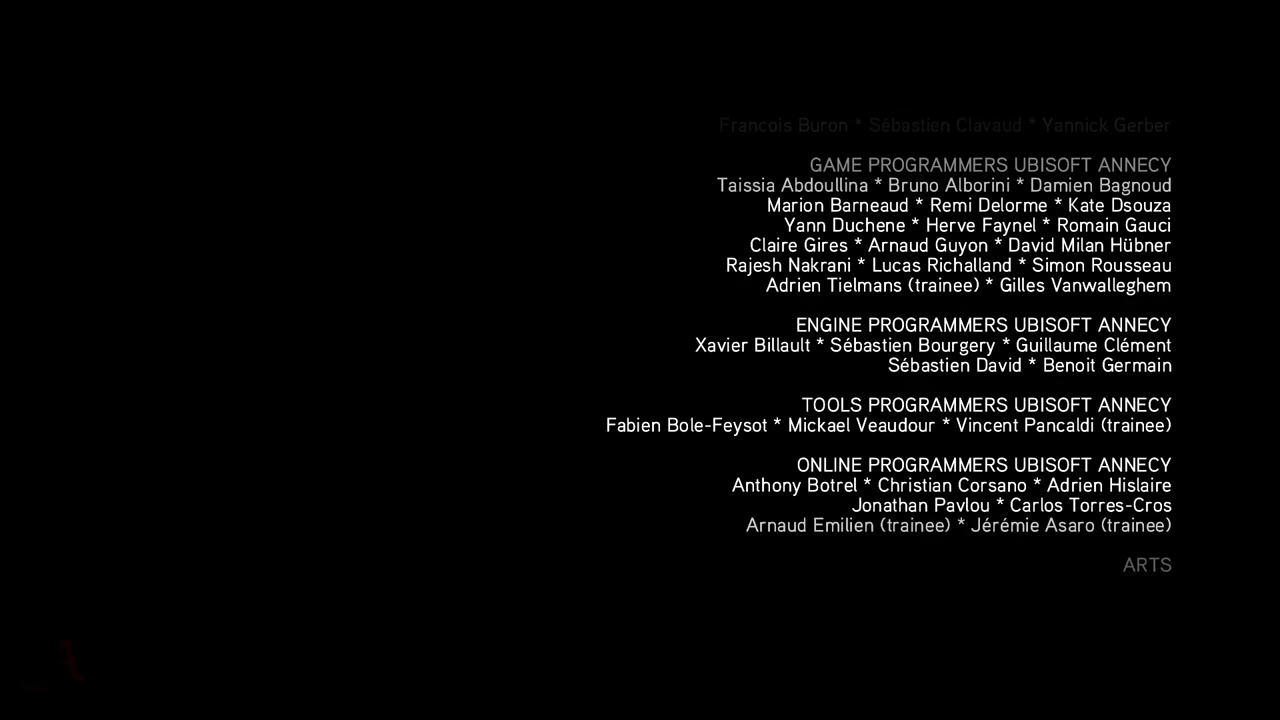 Francois Buron * Sébastien Clavaud * Yannick Gerber
GAME PROGRAMMERS UBISOFT ANNECY
Taissia Abdoullina * Bruno Alborini * Damien Bagnoud
Marion Barneaud * Remi Delorme * Kate Dsouza
Yann Duchene * Herve Faynel * Romain Gauci
Claire Gires * Arnaud Guyon * David Milan Hübner
Rajesh Nakrani * Lucas Richalland * Simon Rousseau
Adrien Tielmans (trainee) * Gilles Vanwalleghem
ENGINE PROGRAMMERS UBISOFT ANNECY
Xavier Billault * Sébastien Bourgery * Guillaume Clément
Sébastien David * Benoit Germain
TOOLS PROGRAMMERS UBISOFT ANNECY
Fabien Bole-Feysot * Mickael Veaudour * Vincent Pancaldi (trainee)
ONLINE PROGRAMMERS UBISOFT ANNECY
Anthony Botrel * Christian Corsano * Adrien Hislaire
Jonathan Pavlou * Carlos Torres-Cros
Arnaud Emilien (trainee) * Jérémie Asaro (trainee)
ARTS